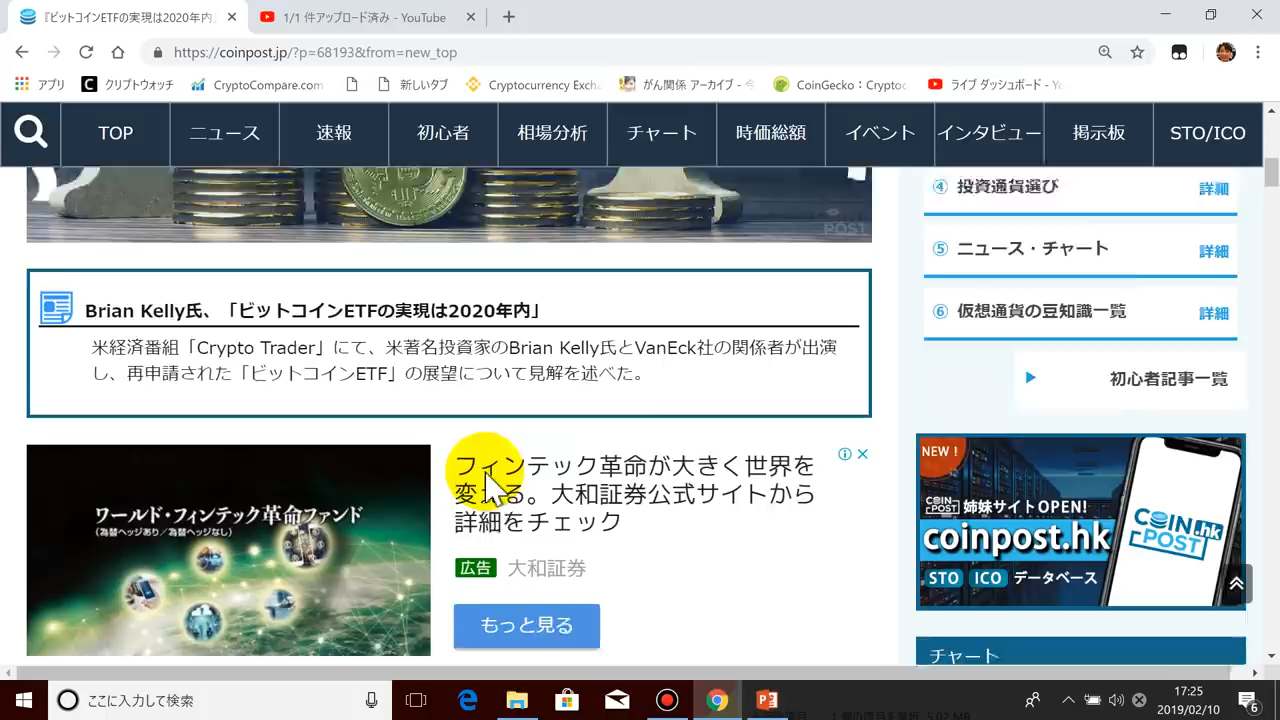 『ビットコインETFの実現は2020年内』
1/1 件アップロード済み - YouTube
https://coinpost.jp/?p=68193&from=new_top
アプリ
クリプトウォッチ
CryptoCompare.com
新しいタブ
Cryptocurrency Exch
がん関係 アーカイブ - 今
CoinGecko：Cryptoc
ライブ ダッシュボード - Yo
TOP
ニュース
速報
初心者
相場分析
チャート
時価総額
イベント
インタビュー
掲示板
STO/ICO
COIN POST
④ 投資通貨選び 詳細
⑤ ニュース・チャート 詳細
⑥ 仮想通貨の豆知識一覧 詳細
初心者記事一覧
Brian Kelly氏、「ビットコインETFの実現は2020年内」
米経済番組「Crypto Trader」にて、米著名投資家のBrian Kelly氏とVanEck社の関係者が出演
し、再申請された「ビットコインETF」の展望について見解を述べた。
ワールド・フィンテック革命ファンド
(為替ヘッジあり／為替ヘッジなし)
フィンテック革命が大きく世界を
変える。大和証券公式サイトから
詳細をチェック
広告 大和証券
もっと見る
NEW !
COIN POST 姉妹サイトOPEN!
coinpost.hk
STO ICO データベース
COIN POST .hk
チャート
ここに入力して検索
17:25
2019/02/10
6